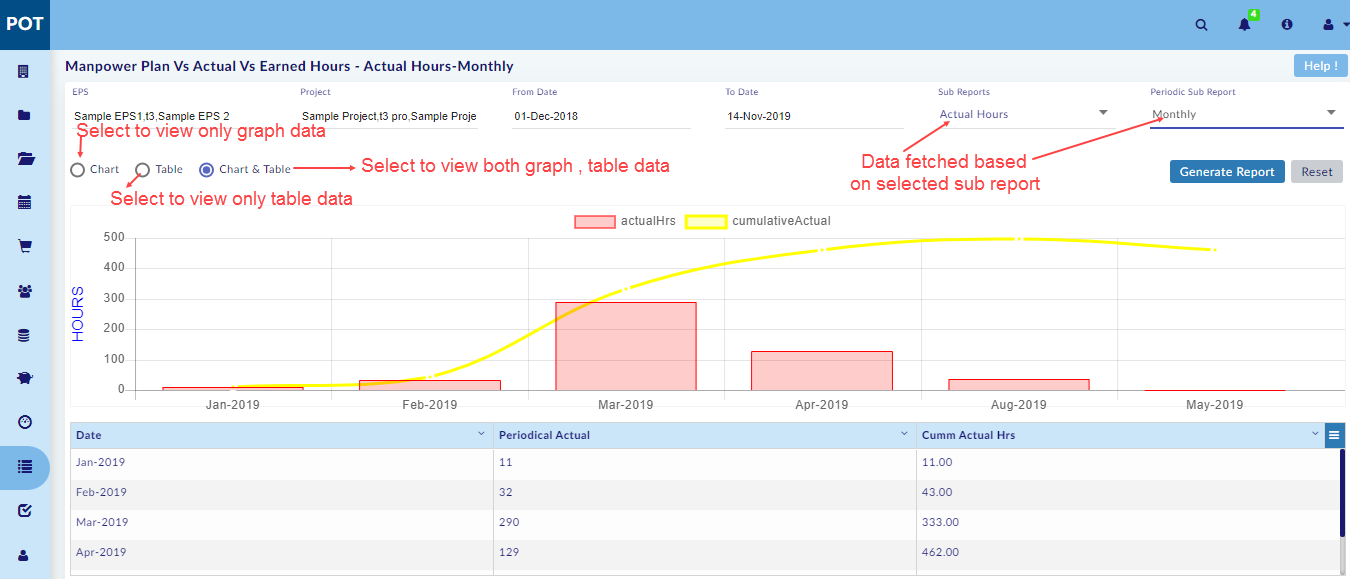 POT
4
Manpower Plan Vs Actual Vs Earned Hours - Actual Hours-Monthly
Help !
EPS
Project
From Date
To Date
Sub Reports
Periodic Sub Report
Sample EPS1,t3,Sample EPS 2
Sample Project,t3 pro,Sample Proje
01-Dec-2018
14-Nov-2019
Actual Hours
Monthly
Select to view only graph data
Chart
Table
Chart & Table
Select to view both graph , table data
Data fetched based
on selected sub report
Generate Report
Reset
Select to view only table data
actualHrs
cumulativeActual
HOURS
500
400
300
200
100
0
Jan-2019
Feb-2019
Mar-2019
Apr-2019
Aug-2019
May-2019
Date
Periodical Actual
Cumm Actual Hrs
Jan-2019
11
11.00
Feb-2019
32
43.00
Mar-2019
290
333.00
Apr-2019
129
462.00